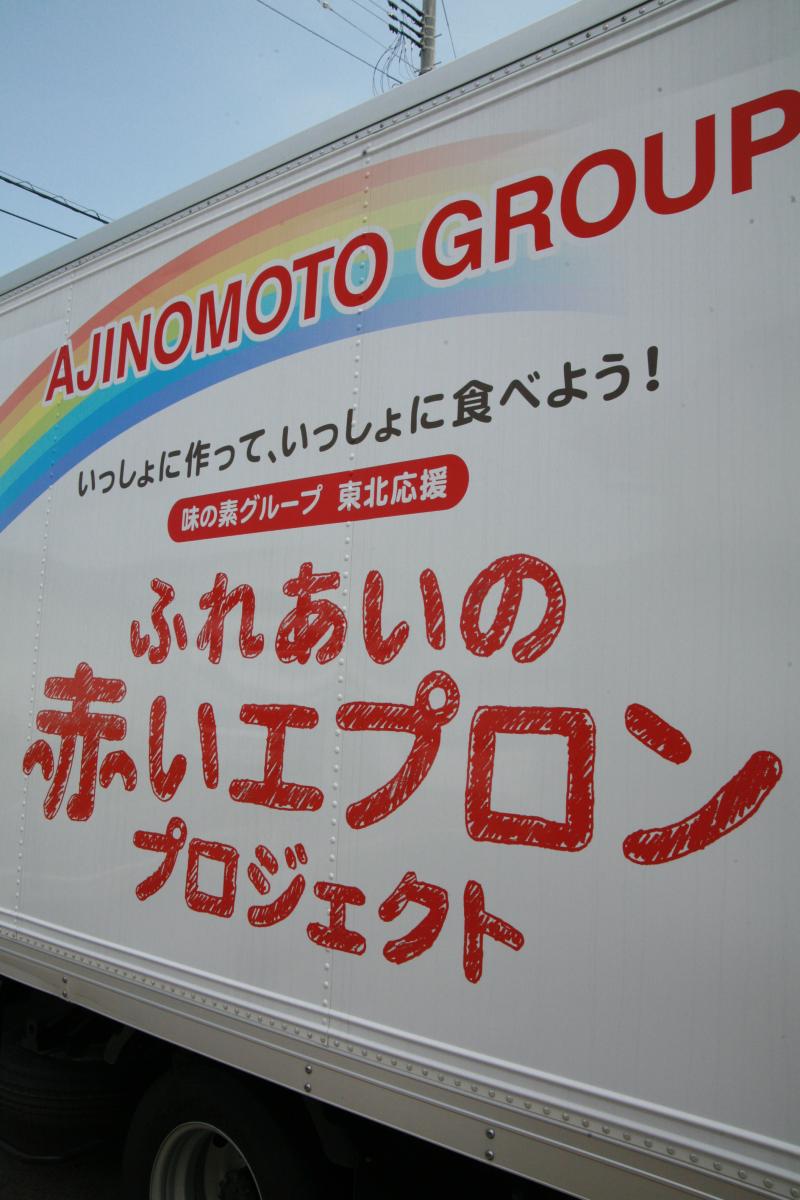 AJINOMOTO GROUP
いっしょに作って、いっしょに食べよう!
味の素グループ 東北応援
ふれあいの
赤いエプロン
プロジェクト